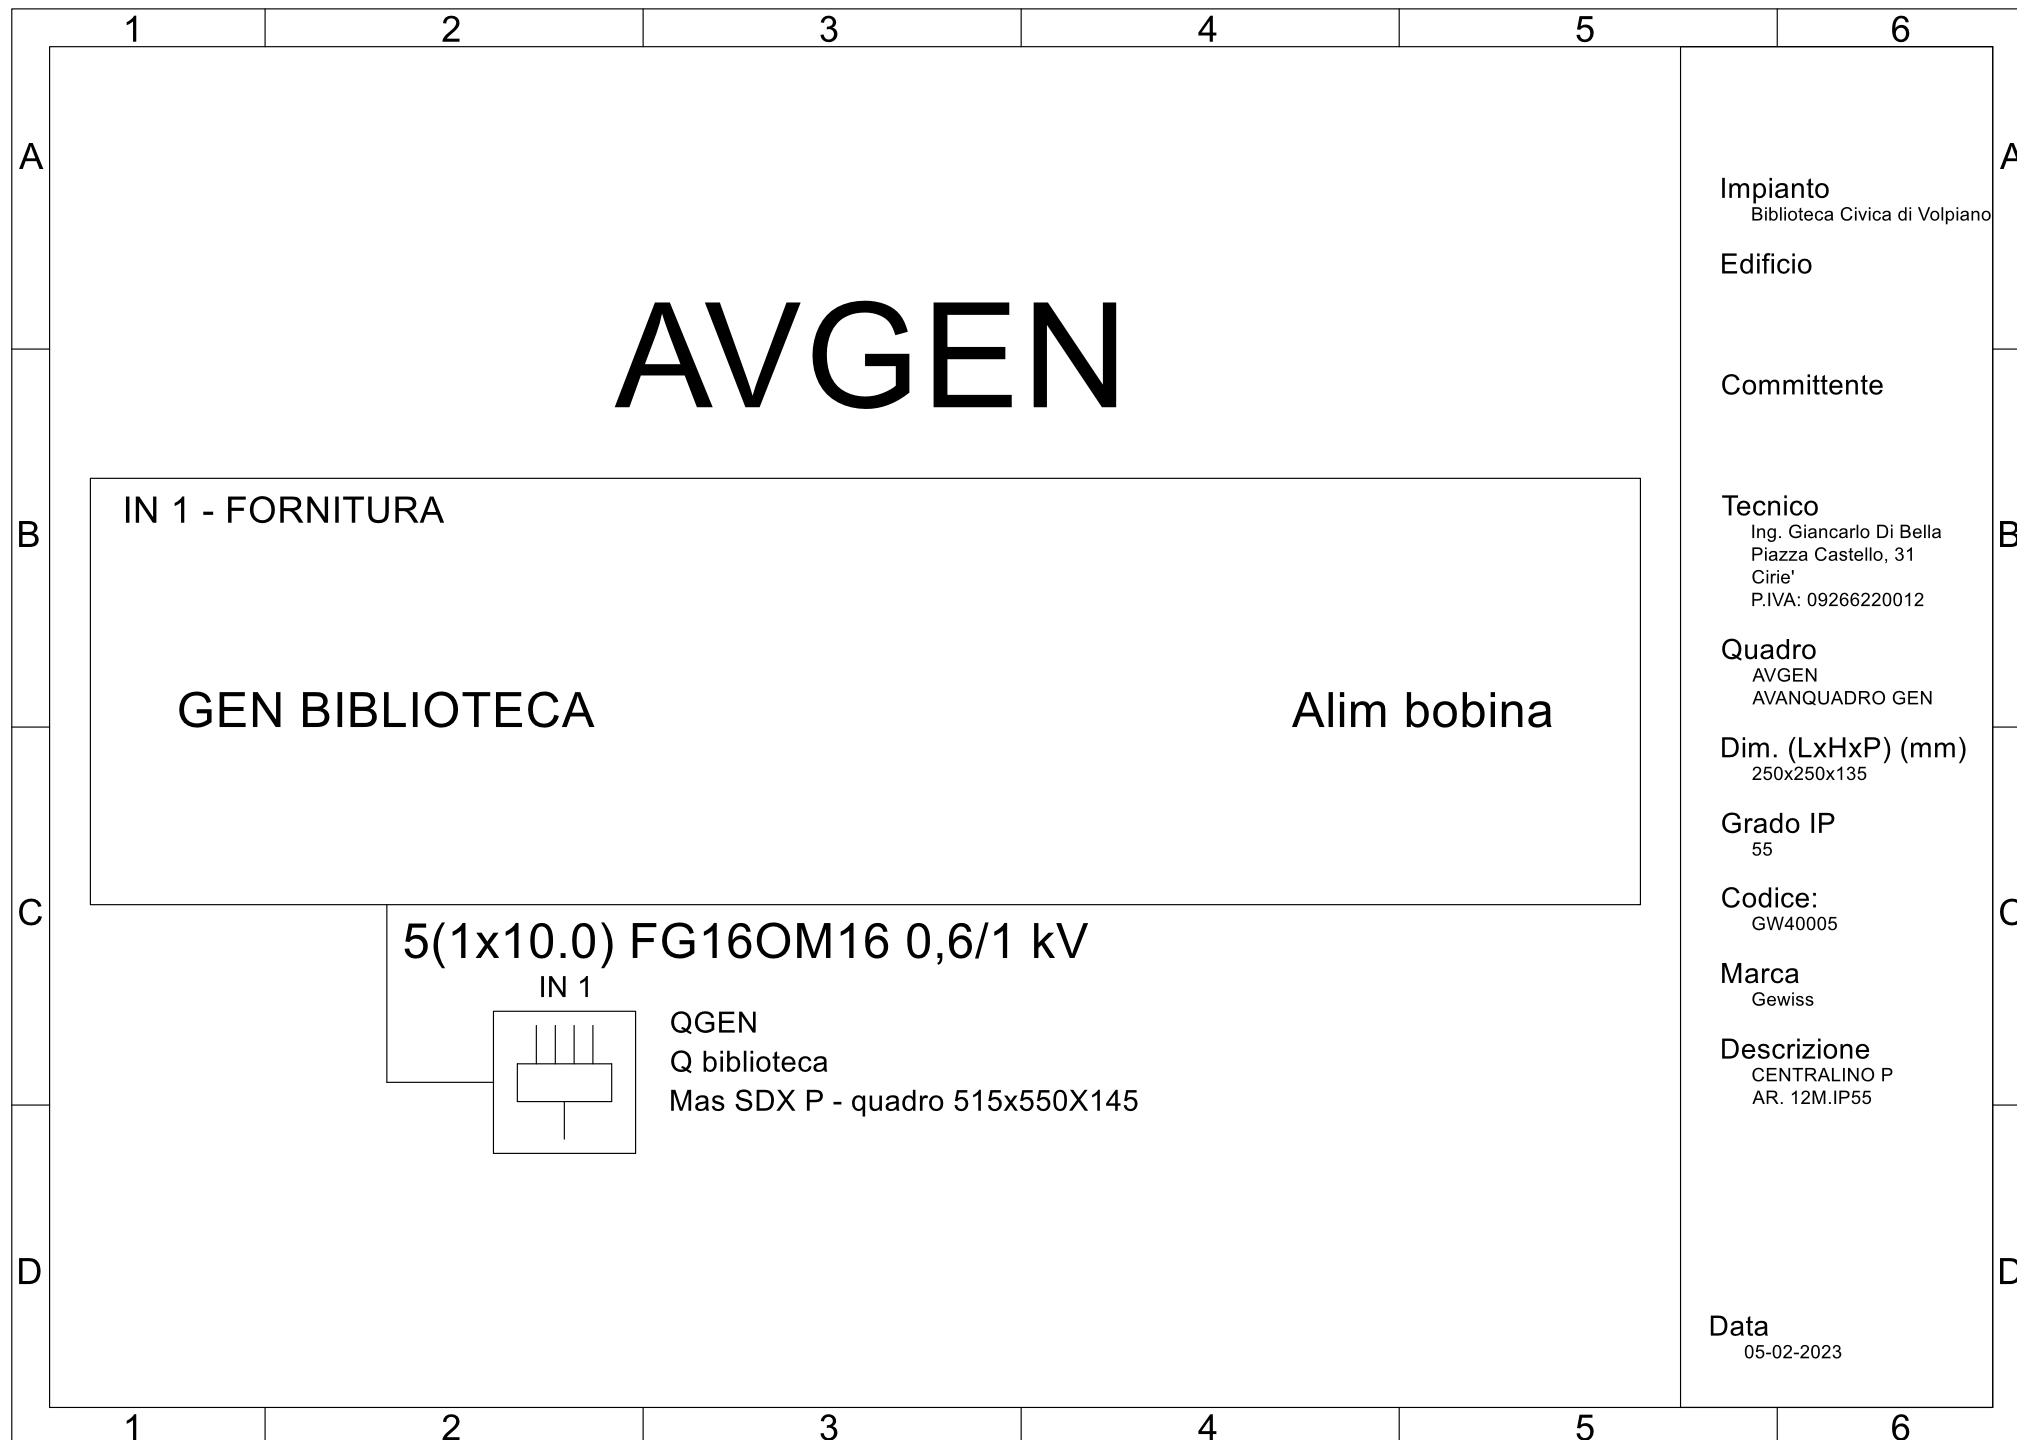 1 2 3 4 5 6
A A
Impianto
Biblioteca Civica di Volpiano
Edificio
AVGEN
Committente
IN 1 - FORNITURA
B B
Tecnico
Ing. Giancarlo Di Bella
Piazza Castello, 31
Cirie'
P.IVA: 09266220012
Quadro
AVGEN
AVANQUADRO GEN
GEN BIBLIOTECA Alim bobina
Dim. (LxHxP) (mm)
250x250x135
Grado IP
55
C C
Codice:
GW40005
5(1x10.0) FG16OM16 0,6/1 kV
IN 1
Marca
Gewiss
QGEN
Q biblioteca
Mas SDX P - quadro 515x550X145
Descrizione
CENTRALINO P
AR. 12M.IP55
D D
Data
05-02-2023
1 2 3 4 5 6